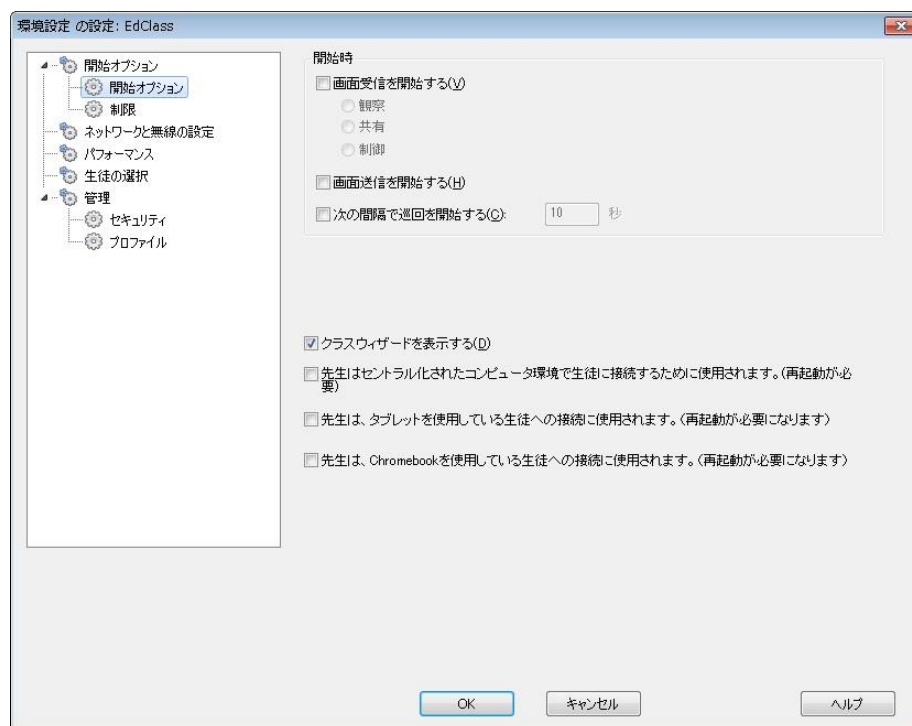 環境設定 の設定: EdClass
開始オプション
開始オプション
制限
ネットワークと無線の設定
パフォーマンス
生徒の選択
管理
セキュリティ
プロファイル
開始時
画面受信を開始する(V)
観察
共有
制御
画面送信を開始する(H)
次の間隔で巡回を開始する(C): 10 秒
クラスウィザードを表示する(D)
先生はセントラル化されたコンピュータ環境で生徒に接続するために使用されます。(再起動が必
要)
先生は、タブレットを使用している生徒への接続に使用されます。(再起動が必要になります)
先生は、Chromebookを使用している生徒への接続に使用されます。(再起動が必要になります)
OK キャンセル ヘルプ